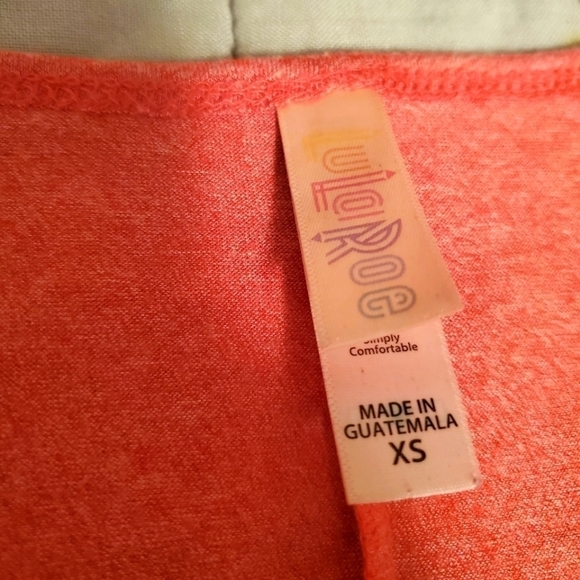 LuLaRoe
Simply
Comfortable
MADE IN
GUATEMALA
XS